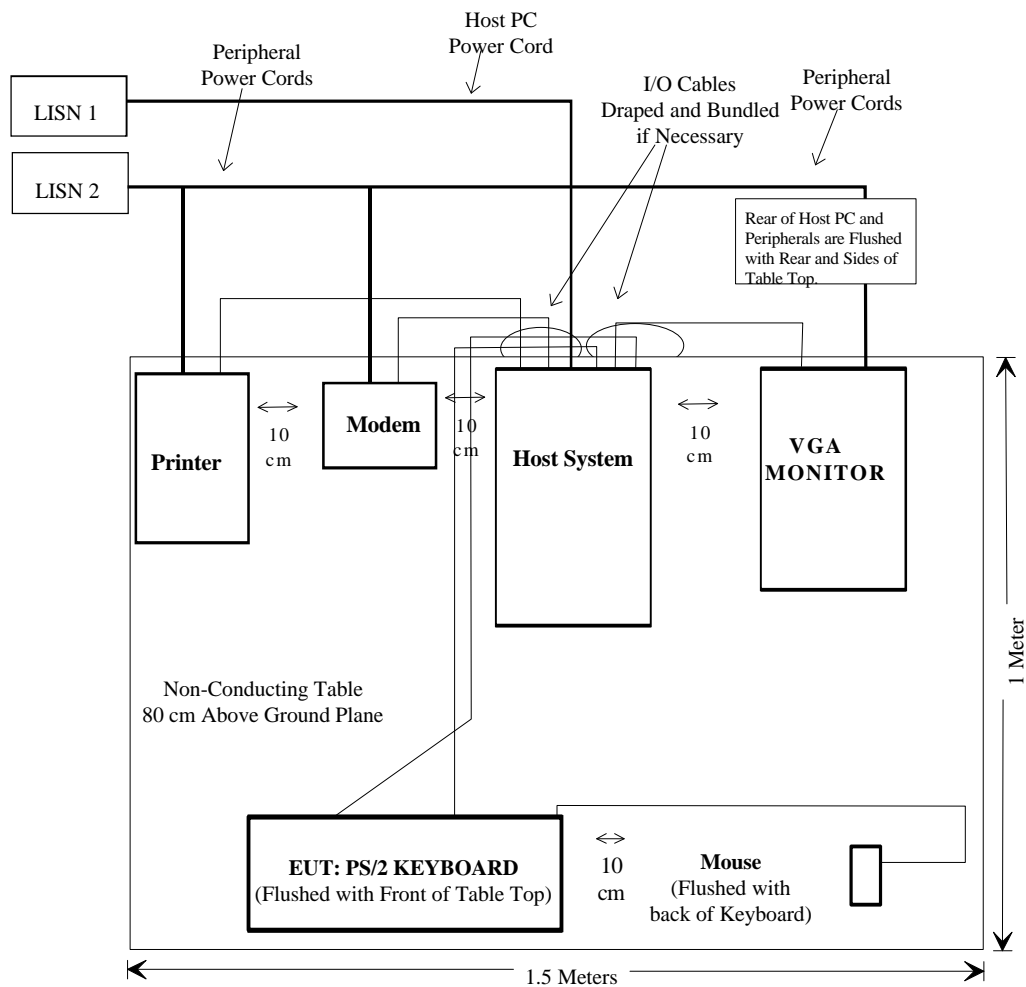 Host PC
Power Cord
Peripheral
Power Cords
I/O Cables
Draped and Bundled
if Necessary
Peripheral
Power Cords
LISN 1
LISN 2
Rear of Host PC and
Peripherals are Flushed
with Rear and Sides of
Table Top.
Printer
10
cm
Modem
10
cm
Host System
10
cm
VGA
MONITOR
Non-Conducting Table
80 cm Above Ground Plane
1 Meter
EUT: PS/2 KEYBOARD
(Flushed with Front of Table Top)
10
cm
Mouse
(Flushed with
back of Keyboard)
1.5 Meters